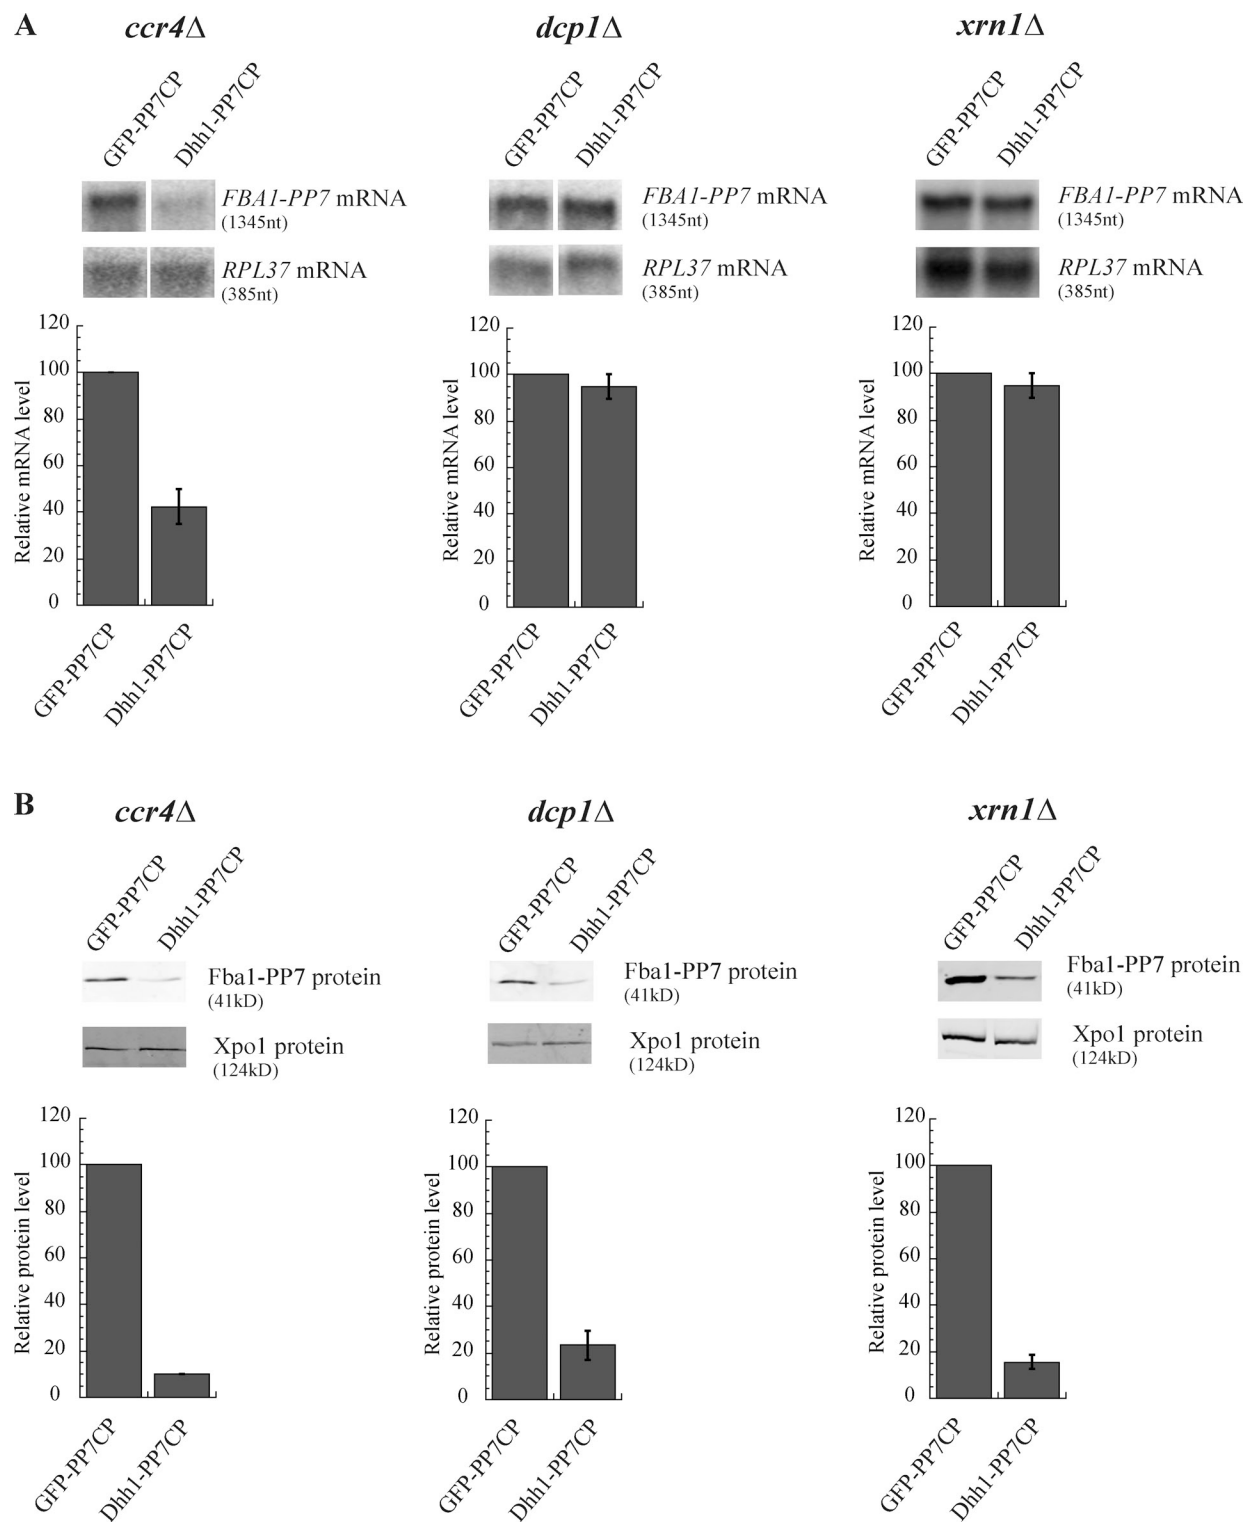 A
ccr4Δ
dcp1Δ
xrn1Δ
GFP-PP7CP
Dhh1-PP7CP
GFP-PP7CP
Dhh1-PP7CP
GFP-PP7CP
Dhh1-PP7CP
FBA1-PP7 mRNA
(1345nt)
FBA1-PP7 mRNA
(1345nt)
FBA1-PP7 mRNA
(1345nt)
RPL37 mRNA
(385nt)
RPL37 mRNA
(385nt)
RPL37 mRNA
(385nt)
Relative mRNA level
120
100
80
60
40
20
0
GFP-PP7CP
Dhh1-PP7CP
Relative mRNA level
120
100
80
60
40
20
0
GFP-PP7CP
Dhh1-PP7CP
Relative mRNA level
120
100
80
60
40
20
0
GFP-PP7CP
Dhh1-PP7CP
B
ccr4Δ
dcp1Δ
xrn1Δ
GFP-PP7CP
Dhh1-PP7CP
GFP-PP7CP
Dhh1-PP7CP
GFP-PP7CP
Dhh1-PP7CP
Fba1-PP7 protein
(41kD)
Fba1-PP7 protein
(41kD)
Fba1-PP7 protein
(41kD)
Xpo1 protein
(124kD)
Xpo1 protein
(124kD)
Xpo1 protein
(124kD)
Relative protein level
120
100
80
60
40
20
0
GFP-PP7CP
Dhh1-PP7CP
Relative protein level
120
100
80
60
40
20
0
GFP-PP7CP
Dhh1-PP7CP
Relative protein level
120
100
80
60
40
20
0
GFP-PP7CP
Dhh1-PP7CP